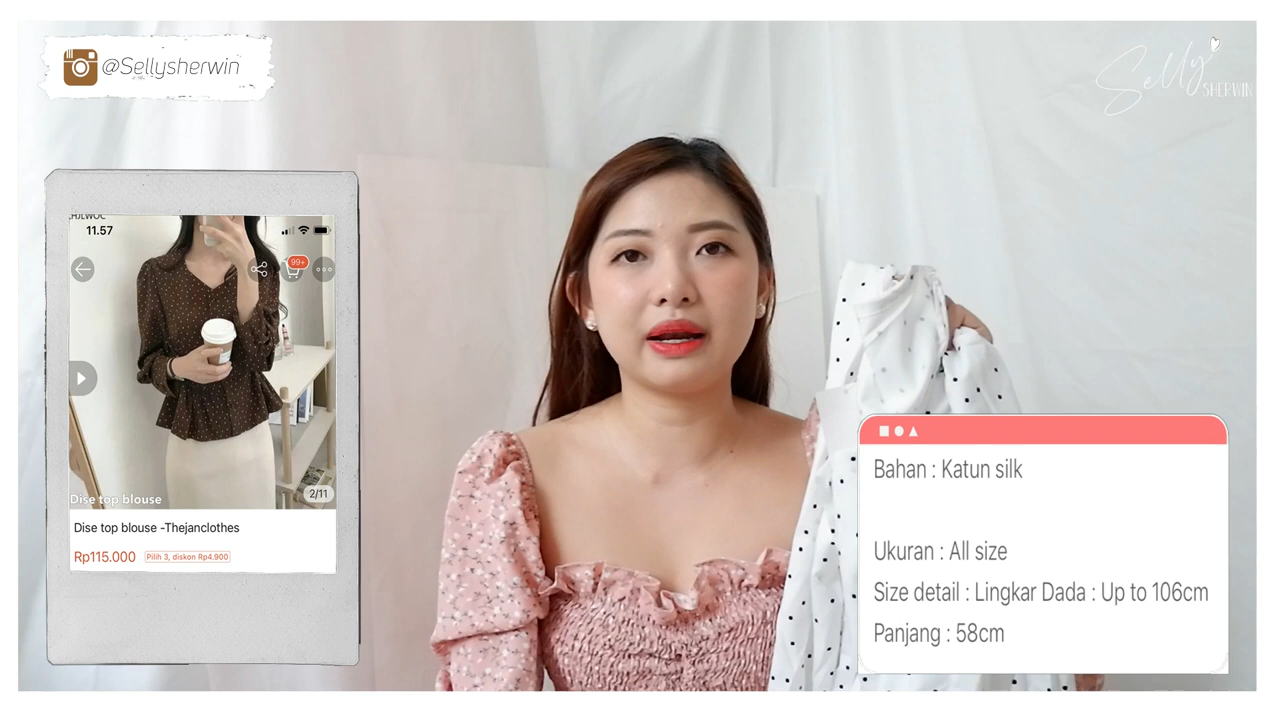 @Sellysherwin
Selly
SHERWIN
11.57
99+
Dise top blouse
2/11
Dise top blouse -Thejanclothes
Rp115.000
Pilih 3, diskon Rp4.900
Bahan : Katun silk
Ukuran : All size
Size detail : Lingkar Dada : Up to 106cm
Panjang : 58cm